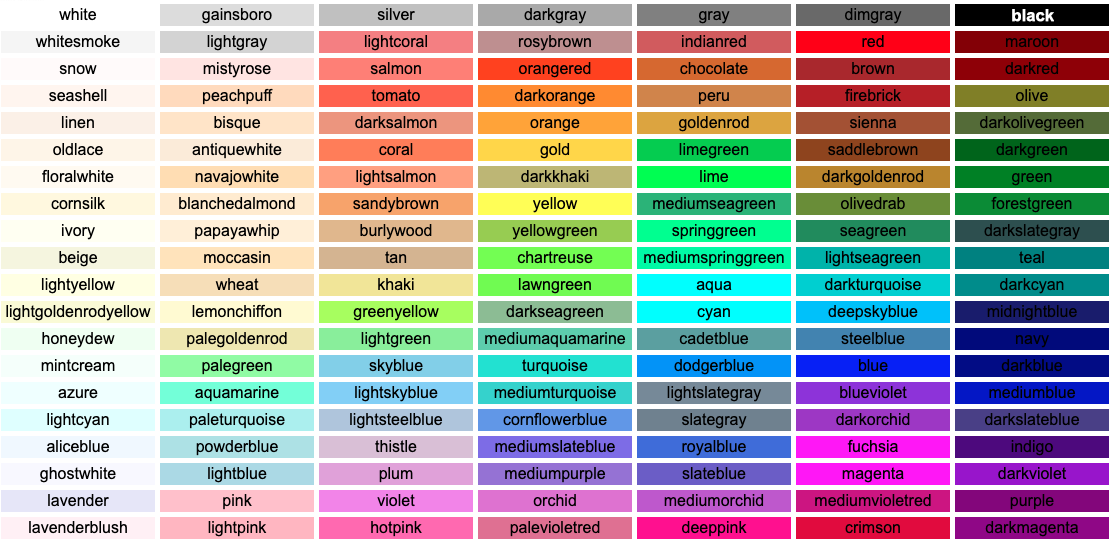 white gainsboro silver darkgray gray dimgray black
whitesmoke lightgray lightcoral rosybrown indianred red maroon
snow mistyrose salmon orangered chocolate brown darkred
seashell peachpuff tomato darkorange peru firebrick olive
linen bisque darksalmon orange goldenrod sienna darkolivegreen
oldlace antiquewhite coral gold limegreen saddlebrown darkgreen
floralwhite navajowhite lightsalmon darkkhaki lime darkgoldenrod green
cornsilk blanchedalmond sandybrown yellow mediumseagreen olivedrab forestgreen
ivory papayawhip burlywood yellowgreen springgreen seagreen darkslategray
beige moccasin tan chartreuse mediumspringgreen lightseagreen teal
lightyellow wheat khaki lawngreen aqua darkturquoise darkcyan
lightgoldenrodyellow lemonchiffon greenyellow darkseagreen cyan deepskyblue midnightblue
honeydew palegoldenrod lightgreen mediumaquamarine cadetblue steelblue navy
mintcream palegreen skyblue turquoise dodgerblue blue darkblue
azure aquamarine lightskyblue mediumturquoise lightslategray blueviolet mediumblue
lightcyan paleturquoise lightsteelblue cornflowerblue slategray darkorchid darkslateblue
aliceblue powderblue thistle mediumslateblue royalblue fuchsia indigo
ghostwhite lightblue plum mediumpurple slateblue magenta darkviolet
lavender pink violet orchid mediumorchid mediumvioletred purple
lavenderblush lightpink hotpink palevioletred deeppink crimson darkmagenta